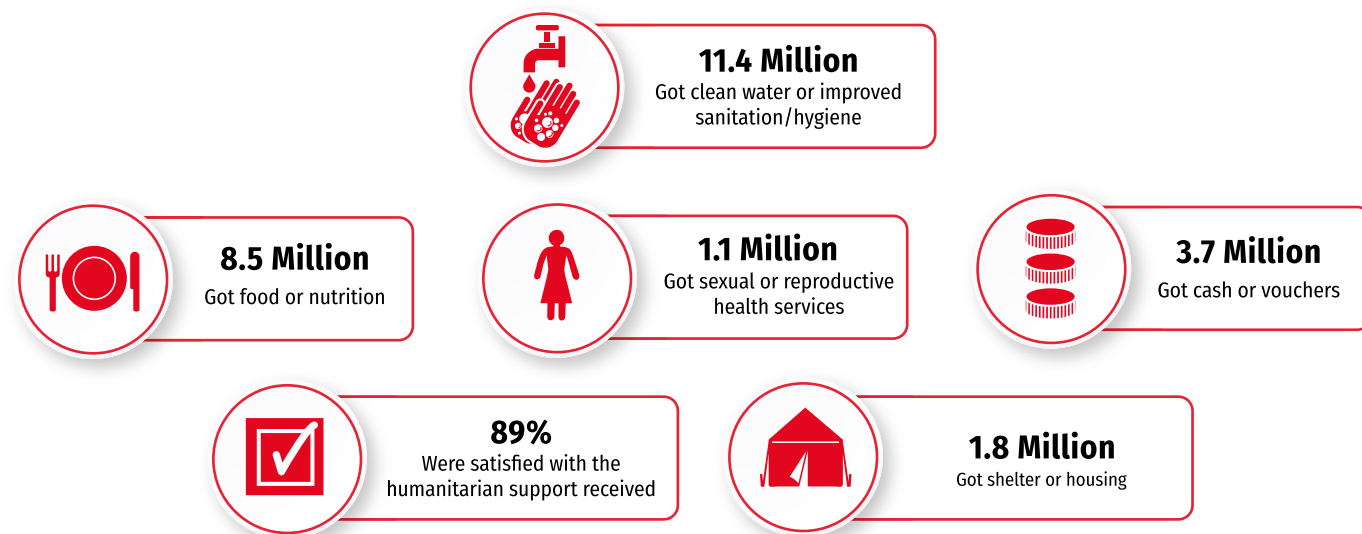 11.4 Million
Got clean water or improved
sanitation/hygiene
8.5 Million
Got food or nutrition
1.1 Million
Got sexual or reproductive
health services
3.7 Million
Got cash or vouchers
89%
Were satisfied with the
humanitarian support received
1.8 Million
Got shelter or housing